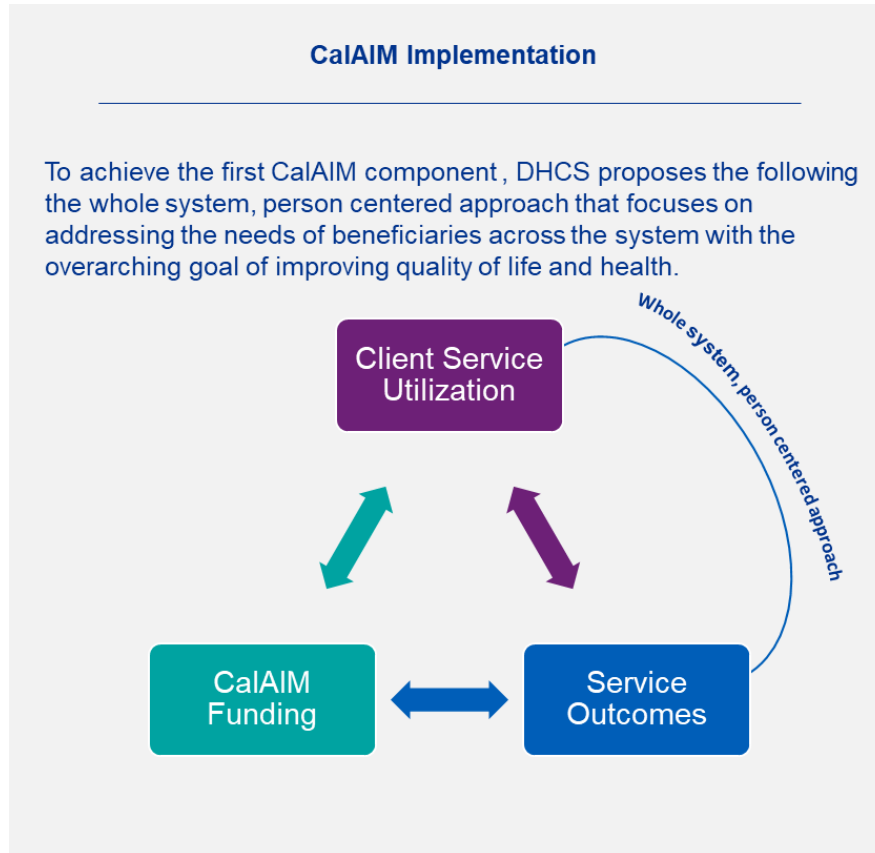 CalAIM Implementation
To achieve the first CalAIM component , DHCS proposes the following
the whole system, person centered approach that focuses on
addressing the needs of beneficiaries across the system with the
overarching goal of improving quality of life and health.
Whole system, person centered approach
Client Service
Utilization
CalAIM
Funding
Service
Outcomes